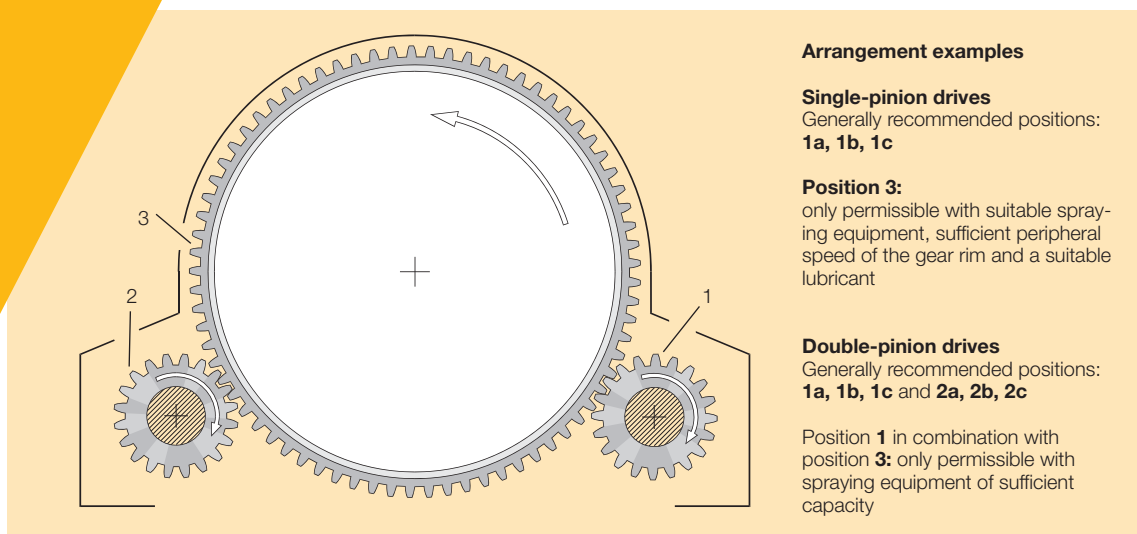 3
2
1
Arrangement examples
Single-pinion drives
Generally recommended positions:
1a, 1b, 1c
Position 3:
only permissible with suitable spray-
ing equipment, sufficient peripheral
speed of the gear rim and a suitable
lubricant
Double-pinion drives
Generally recommended positions:
1a, 1b, 1c and 2a, 2b, 2c
Position 1 in combination with
position 3: only permissible with
spraying equipment of sufficient
capacity